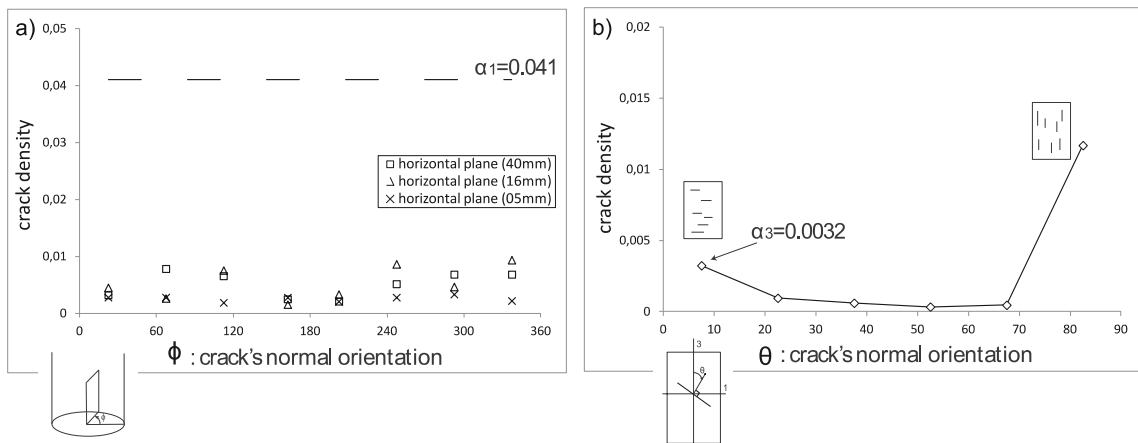 a)
0,05
0,04
0,03
0,02
0,01
0
crack density
α1=0.041
horizontal plane (40mm)
horizontal plane (16mm)
horizontal plane (05mm)
0 60 120 180 240 300 360
ϕ : crack's normal orientation
ϕ
b)
0,02
0,015
0,01
0,005
0
crack density
α3=0.0032
0 10 20 30 40 50 60 70 80 90
θ : crack's normal orientation
3
θ
1